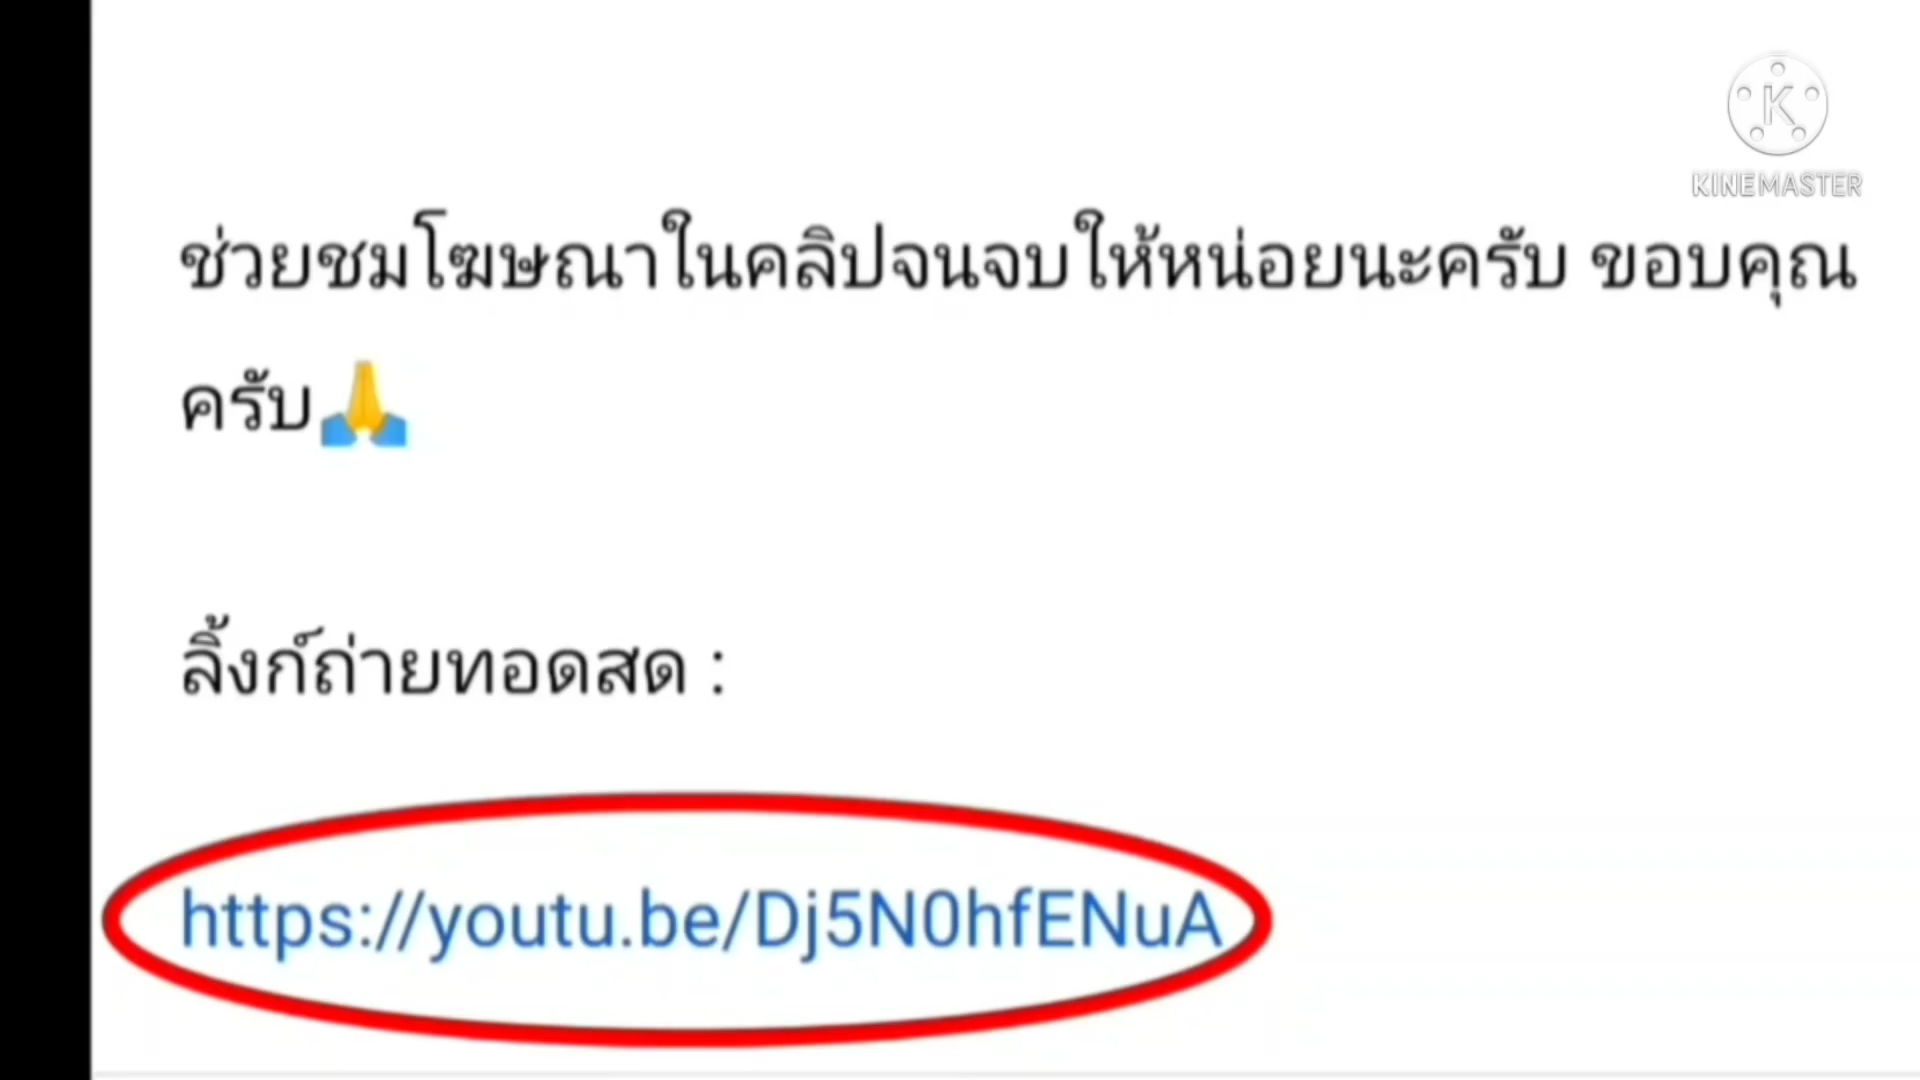 KINEMASTER
ช่วยชมโฆษณาในคลิปจนจบให้หน่อยนะครับ ขอบคุณ
ครับ🙏
ลิ้งก์ถ่ายทอดสด :
https://youtu.be/Dj5N0hfENuA